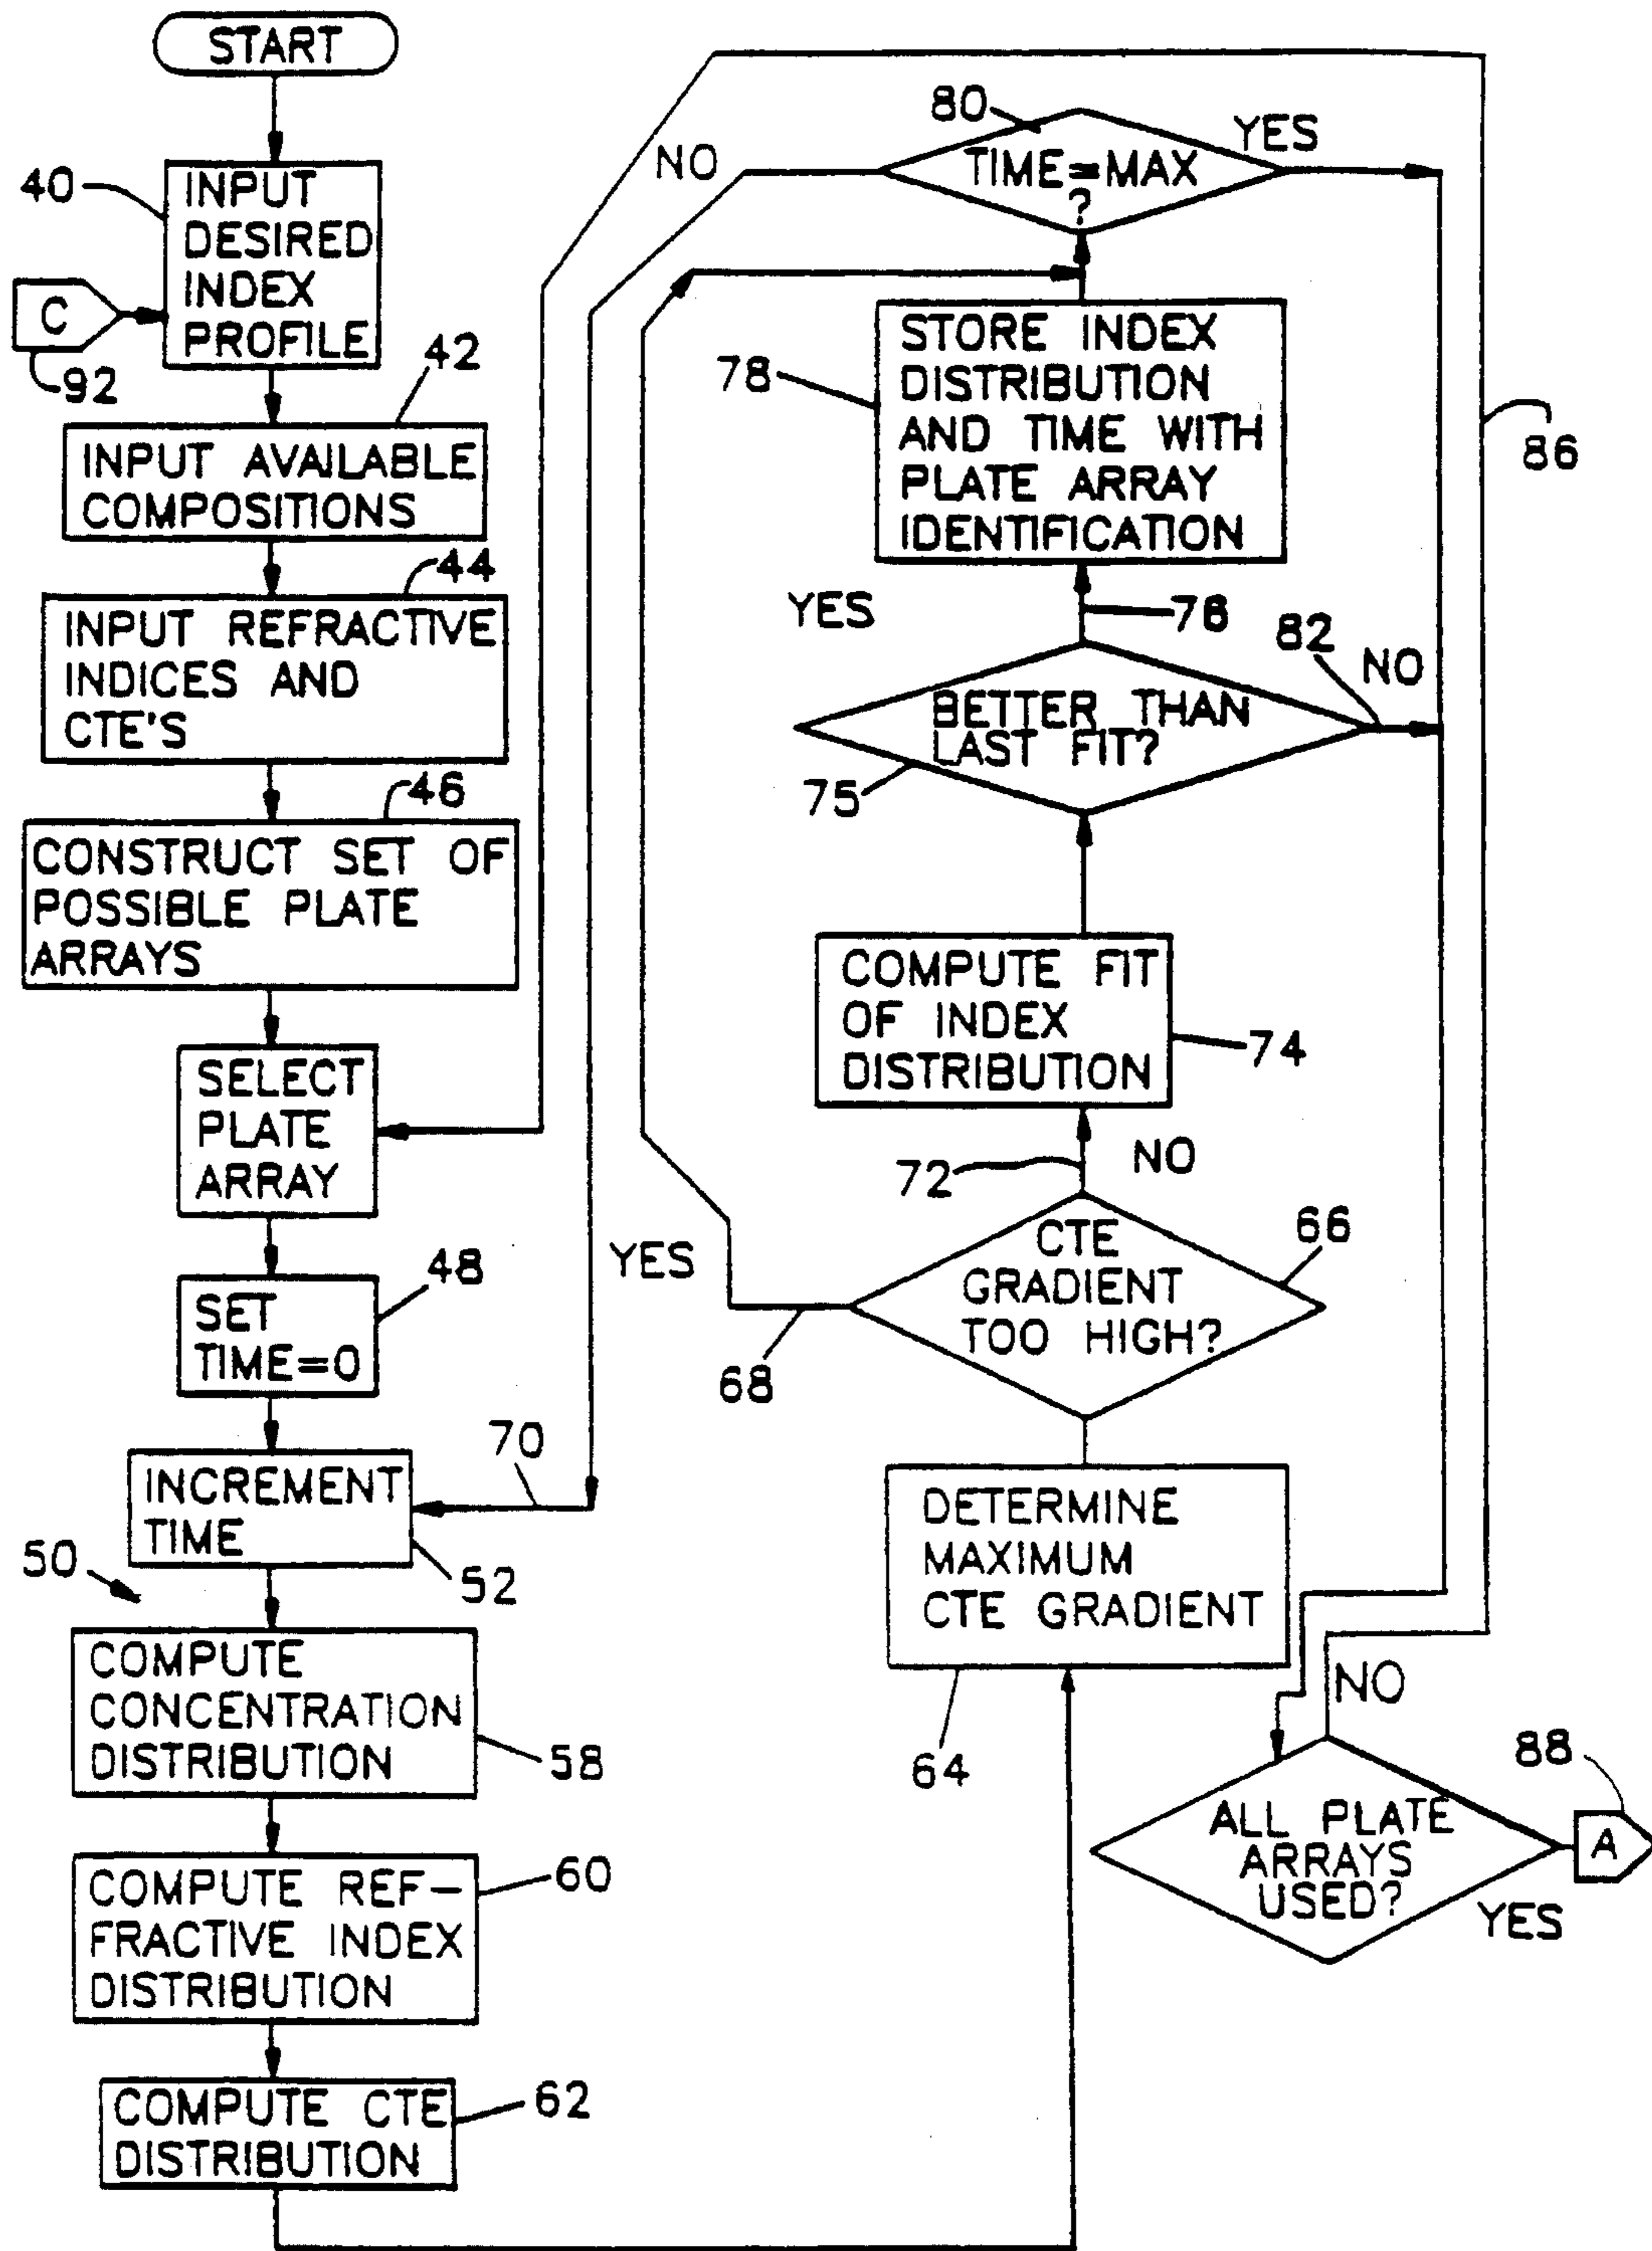 START
40
INPUT
DESIRED
INDEX
PROFILE
C
92
42
INPUT AVAILABLE
COMPOSITIONS
44
INPUT REFRACTIVE
INDICES AND
CTE'S
46
CONSTRUCT SET OF
POSSIBLE PLATE
ARRAYS
SELECT
PLATE
ARRAY
48
SET
TIME=0
70
INCREMENT
TIME
50
52
COMPUTE
CONCENTRATION
DISTRIBUTION
58
COMPUTE REF-
FRACTIVE INDEX
DISTRIBUTION
60
COMPUTE CTE
DISTRIBUTION
62
80
NO
YES
TIME=MAX
?
78
STORE INDEX
DISTRIBUTION
AND TIME WITH
PLATE ARRAY
IDENTIFICATION
86
YES
76
82
NO
BETTER THAN
LAST FIT?
75
COMPUTE FIT
OF INDEX
DISTRIBUTION
74
72
NO
66
CTE
GRADIENT
TOO HIGH?
YES
68
DETERMINE
MAXIMUM
CTE GRADIENT
64
NO
88
ALL PLATE
ARRAYS
USED?
A
YES